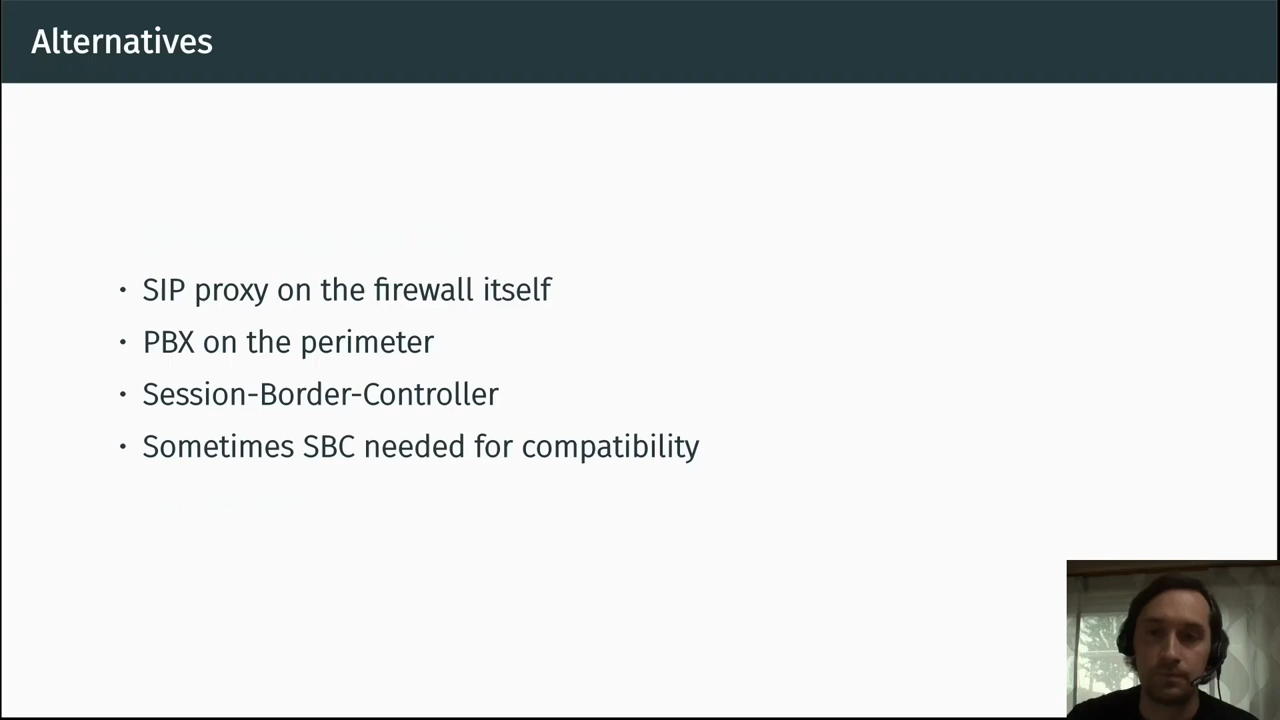 Alternatives
• SIP proxy on the firewall itself
• PBX on the perimeter
• Session-Border-Controller
• Sometimes SBC needed for compatibility